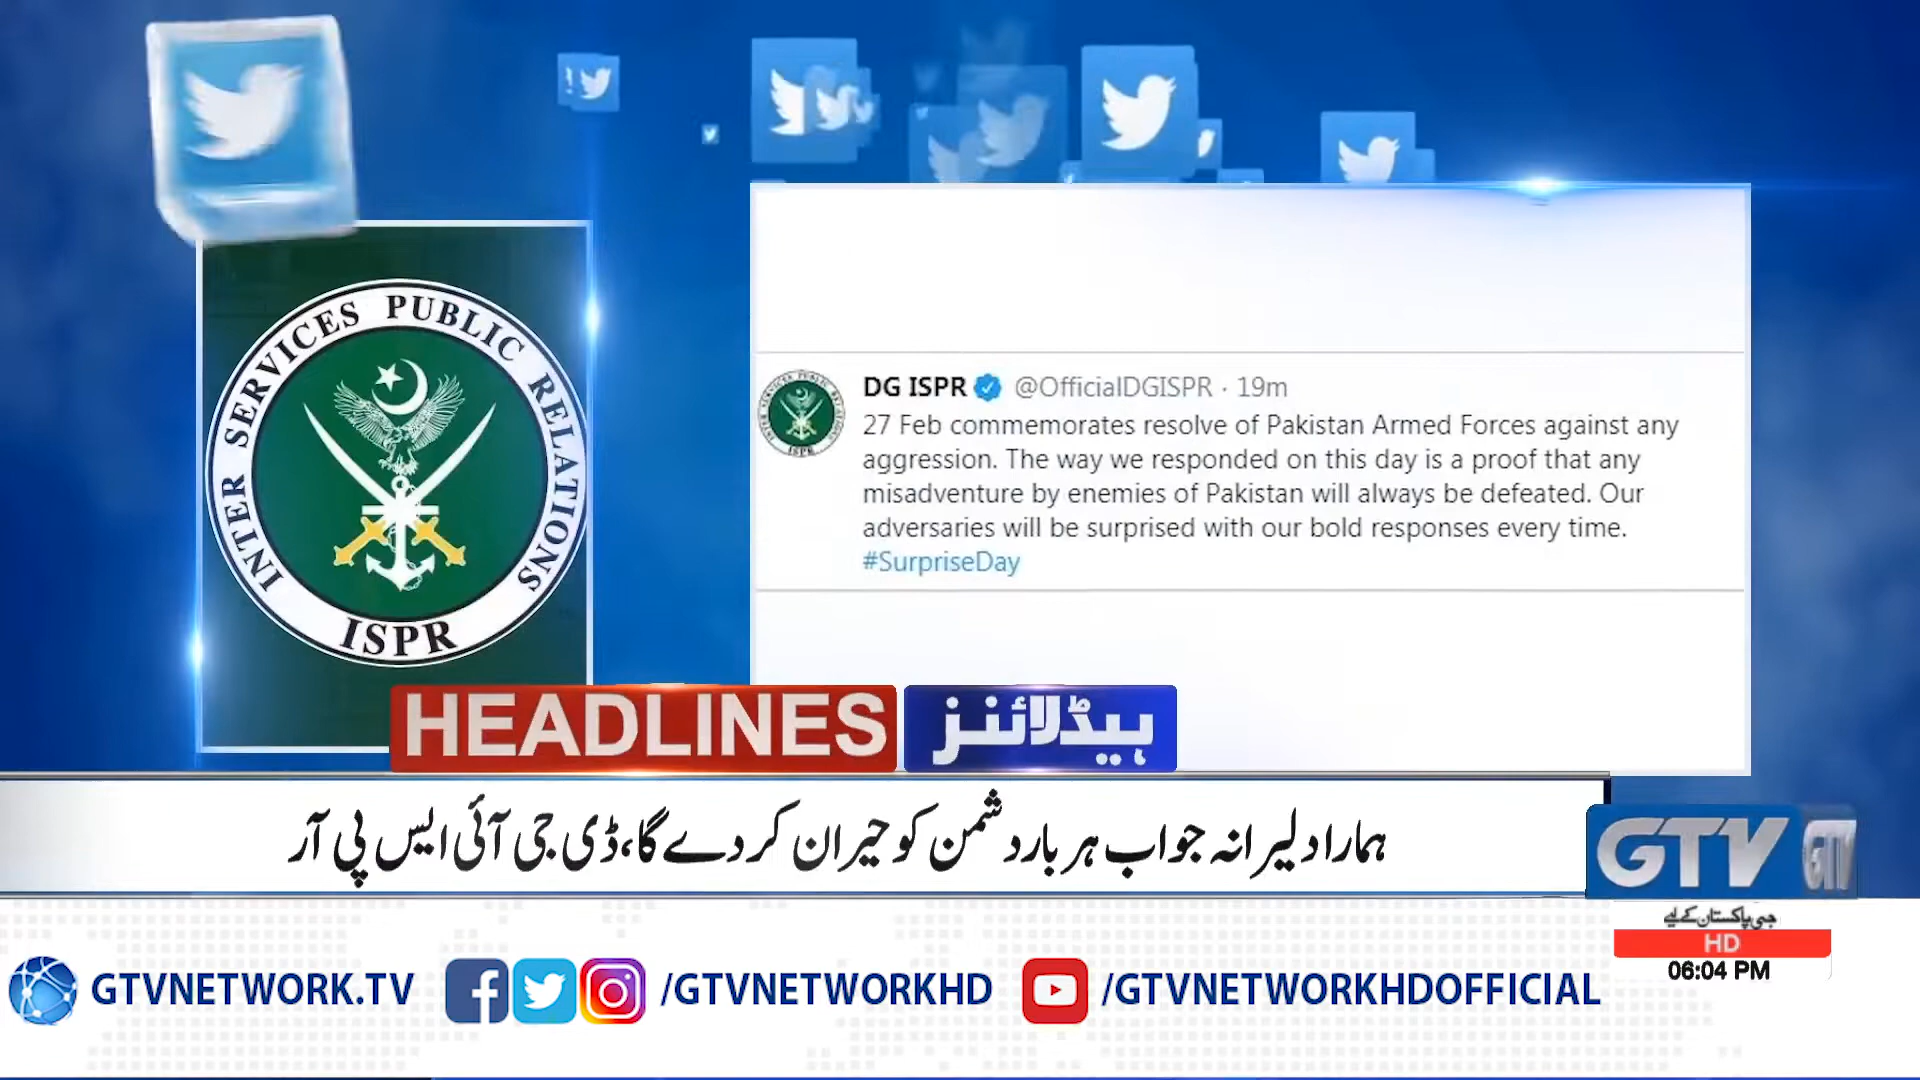 INTER SERVICES PUBLIC RELATIONS
ISPR
DG ISPR @OfficialDGISPR · 19m
27 Feb commemorates resolve of Pakistan Armed Forces against any
aggression. The way we responded on this day is a proof that any
misadventure by enemies of Pakistan will always be defeated. Our
adversaries will be surprised with our bold responses every time.
#SurpriseDay
HEADLINES ہیڈلائنز
ہمارا دلیرانہ جواب ہر بار دشمن کو حیران کر دے گا، ڈی جی آئی ایس پی آر
GTV GTV
جی پاکستان کے لیے
HD
06:04 PM
GTVNETWORK.TV /GTVNETWORKHD /GTVNETWORKHDOFFICIAL